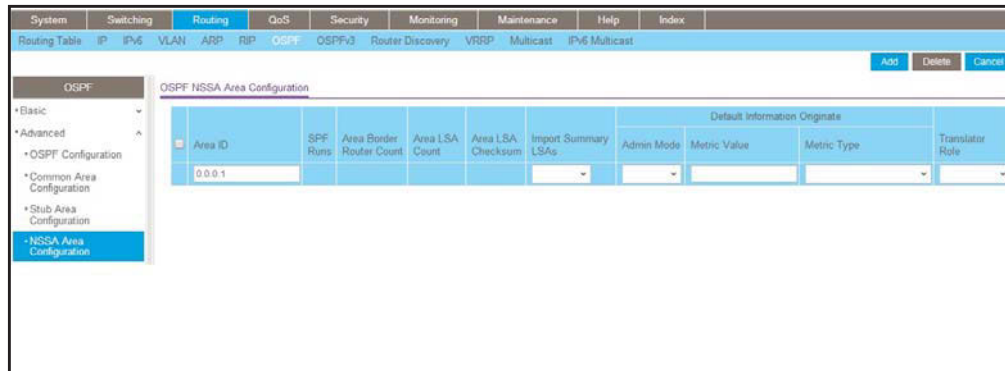 System Switching Routing QoS Security Monitoring Maintenance Help Index
Routing Table IP IPv6 VLAN ARP RIP OSPF OSPFv3 Router Discovery VRRP Multicast IPv6 Multicast
Add Delete Cancel
OSPF
Basic
Advanced
OSPF Configuration
Common Area
Configuration
Stub Area
Configuration
NSSA Area
Configuration
OSPF NSSA Area Configuration
Default Information Originate
Area ID SPF Runs Area Border Router Count Area LSA Count Area LSA Checksum Import Summary LSAs Admin Mode Metric Value Metric Type Translator Role
0.0.0.1